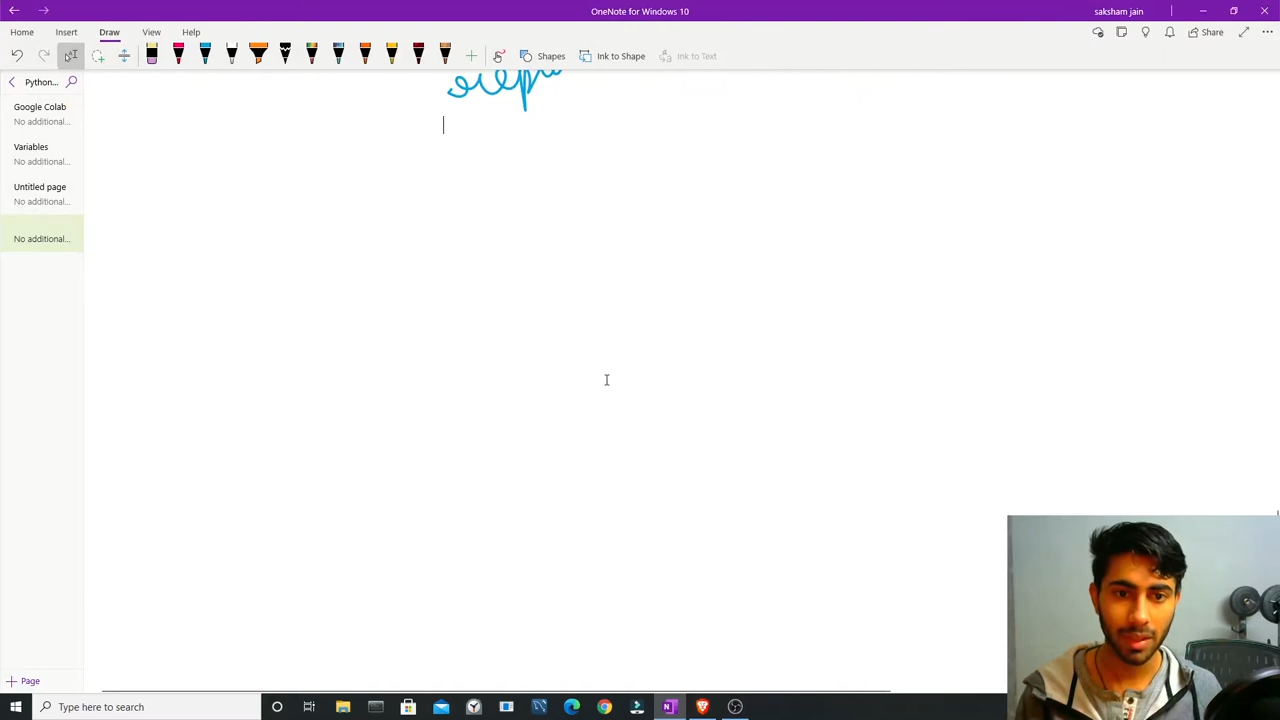 OneNote for Windows 10
saksham jain
Home
Insert
Draw
View
Help
Share
Shapes
Ink to Shape
Ink to Text
Python...
Google Colab
No additional...
Variables
No additional...
Untitled page
No additional...
No additional...
Page
Type here to search